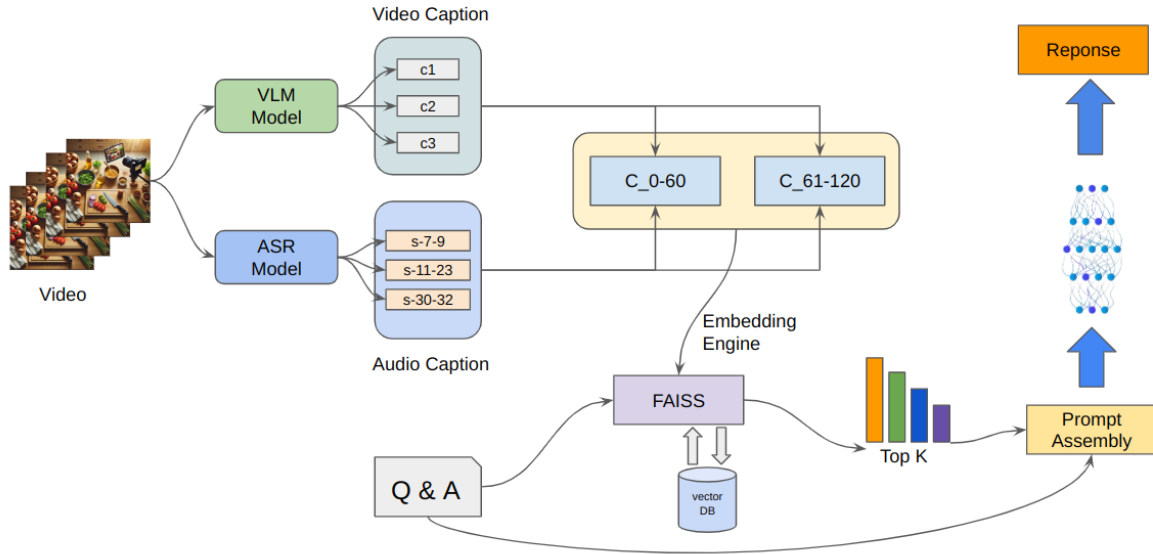 Video Caption
c1
c2
c3
VLM
Model
Video
ASR
Model
s-7-9
s-11-23
s-30-32
Audio Caption
C_0-60
C_61-120
Embedding
Engine
FAISS
vector
DB
Q & A
Top K
Prompt
Assembly
Reponse